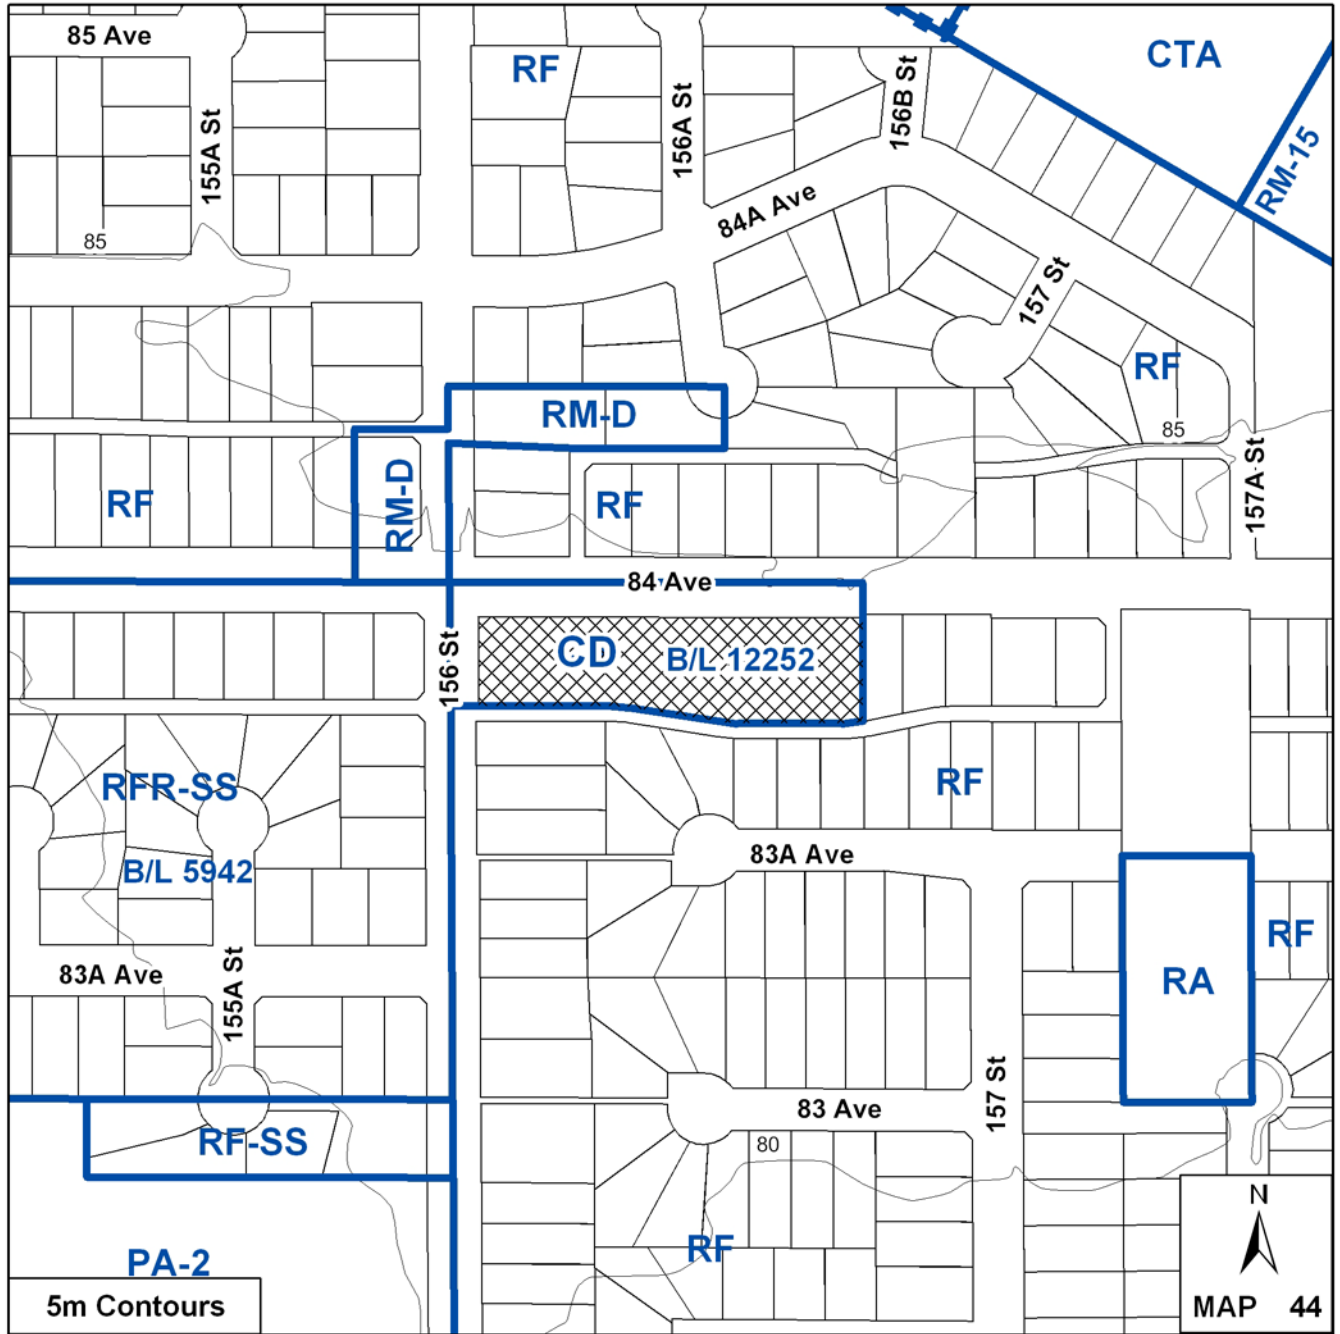 85 Ave
RF
CTA
155A St
156A St
156B St
RM-15
84A Ave
85
157 St
RF
RM-D
85
RF
RM-D
RF
157A St
84 Ave
156 St
CD
B/L 12252
RFR-SS
RF
B/L 5942
83A Ave
RF
83A Ave
155A St
RA
157 St
83 Ave
RF-SS
80
RF
PA-2
N
5m Contours
MAP 44